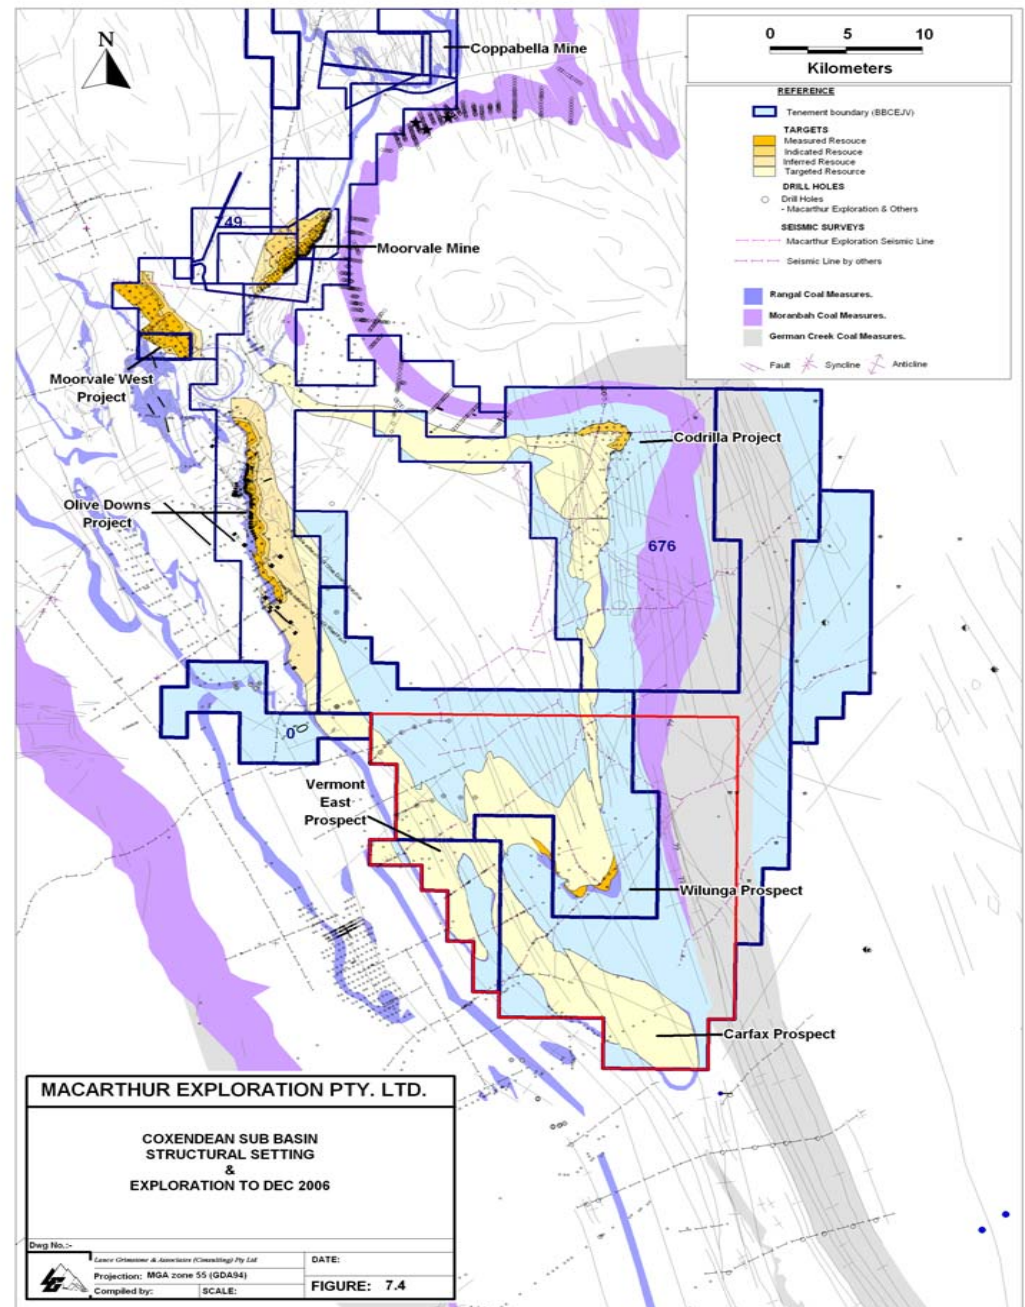 N
Coppabella Mine
0 5 10
Kilometers
REFERENCE
Tenement boundary (BBCEJV)
TARGETS
Measured Resouce
Indicated Resouce
Inferred Resouce
Targeted Resource
DRILL HOLES
Drill Holes
- Macarthur Exploration & Others
SEISMIC SURVEYS
Macarthur Exploration Seismic Line
Seismic Line by others
Rangal Coal Measures.
Moranbah Coal Measures.
German Creek Coal Measures.
Fault Syncline Anticline
749
Moorvale Mine
Moorvale West
Project
Codrilla Project
Olive Downs
Project
676
0
Vermont
East
Prospect
Wilunga Prospect
Carfax Prospect
MACARTHUR EXPLORATION PTY. LTD.
COXENDEAN SUB BASIN
STRUCTURAL SETTING
&
EXPLORATION TO DEC 2006
Dwg No.:-
Lance Grimstone & Associates (Consulting) Pty Ltd
DATE:
Projection: MGA zone 55 (GDA94)
Compiled by: SCALE:
FIGURE: 7.4